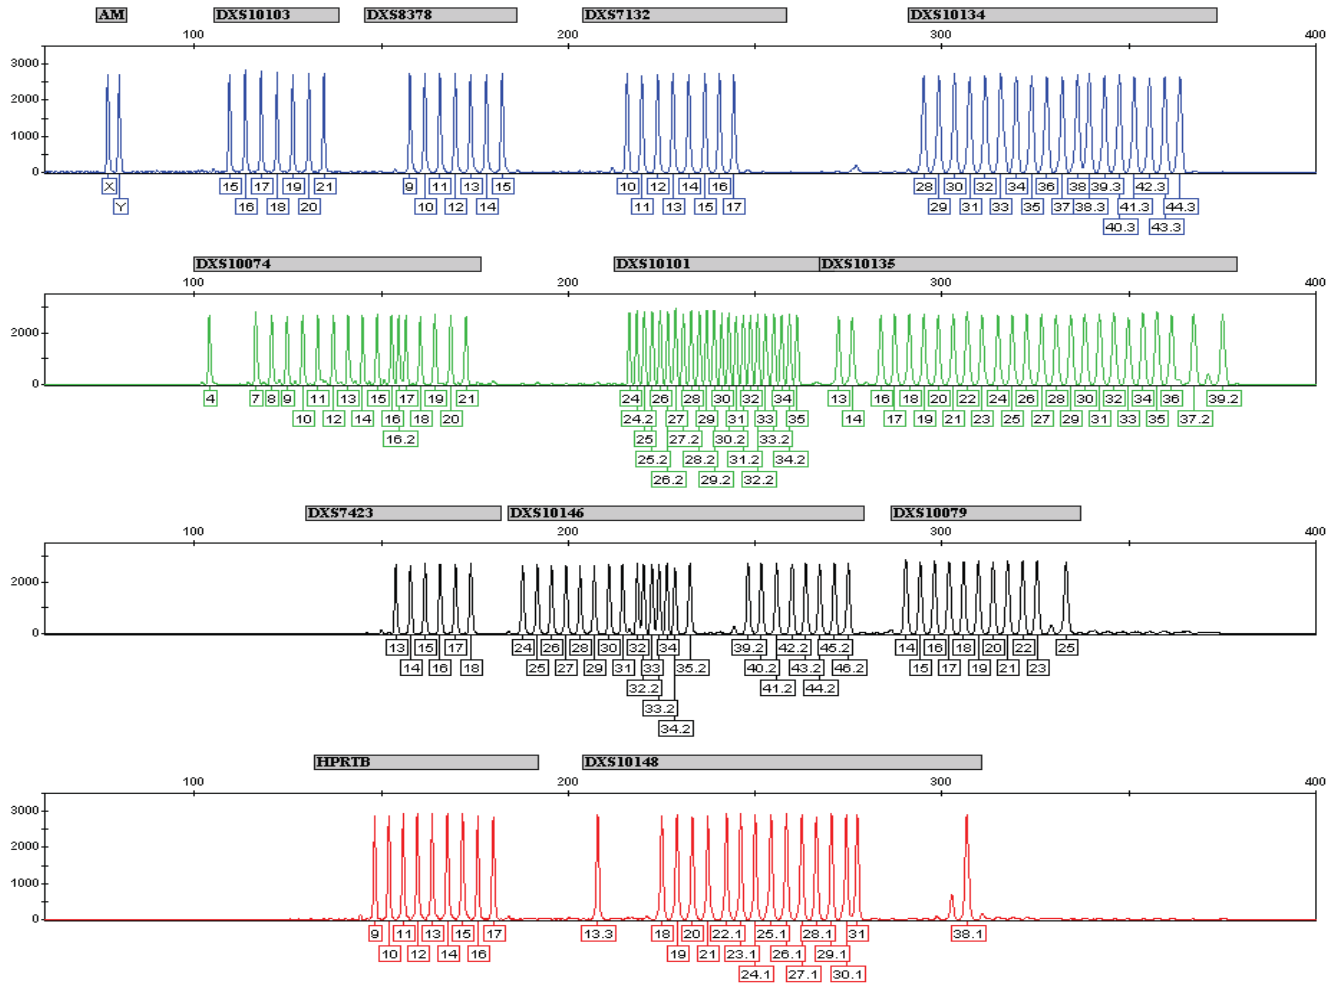 AM DXS10103 DXS8378 DXS7132 DXS10134
100 200 300 400
3000
2000
1000
0
X 15 17 19 21 9 11 13 15 10 12 14 16 28 30 32 34 36 38 39.3 42.3
Y 16 18 20 10 12 14 11 13 15 17 29 31 33 35 37 38.3 41.3 44.3
40.3 43.3
DXS10074 DXS10101 DXS10135
100 200 300 400
2000
0
4 7 8 9 11 13 15 17 19 21 24 26 28 30 32 34 13 16 18 20 22 24 26 28 30 32 34 36 39.2
10 12 14 16 18 20 24.2 27 29 31 33 35 14 17 19 21 23 25 27 29 31 33 35 37.2
16.2 25 27.2 30.2 33.2
25.2 28.2 31.2 34.2
26.2 29.2 32.2
DXS7423 DXS10146 DXS10079
100 200 300 400
2000
0
13 15 17 24 26 28 30 32 34 39.2 42.2 45.2 14 16 18 20 22 25
14 16 18 25 27 29 31 33 35.2 40.2 43.2 46.2 15 17 19 21 23
32.2 41.2 44.2
33.2
34.2
HPRTB DXS10148
100 200 300 400
3000
2000
1000
0
9 11 13 15 17 13.3 18 20 22.1 25.1 28.1 31 38.1
10 12 14 16 19 21 23.1 26.1 29.1
24.1 27.1 30.1